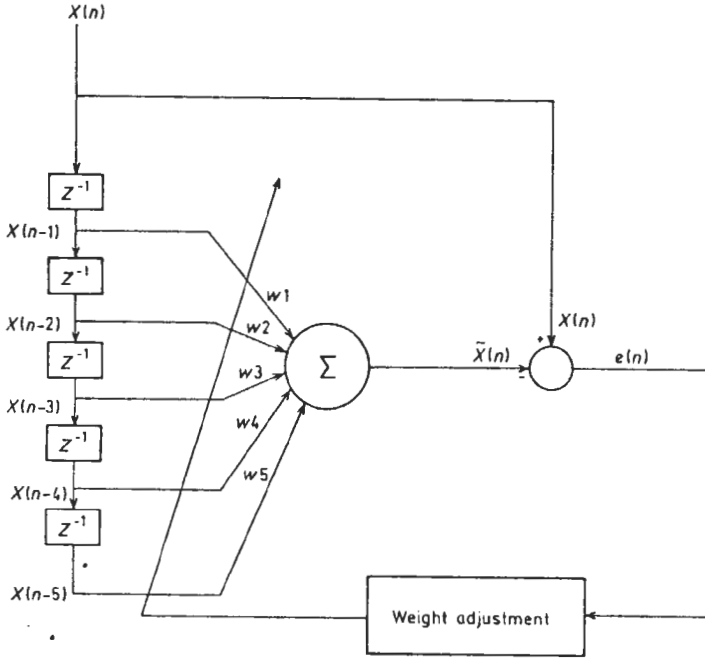 X(n)
Z⁻¹
X(n-1)
w1
Z⁻¹
X(n-2)
w2
X(n)
+
Z⁻¹
w3
Σ
X̃(n)
-
e(n)
X(n-3)
w4
Z⁻¹
w5
X(n-4)
Z⁻¹
X(n-5)
Weight adjustment